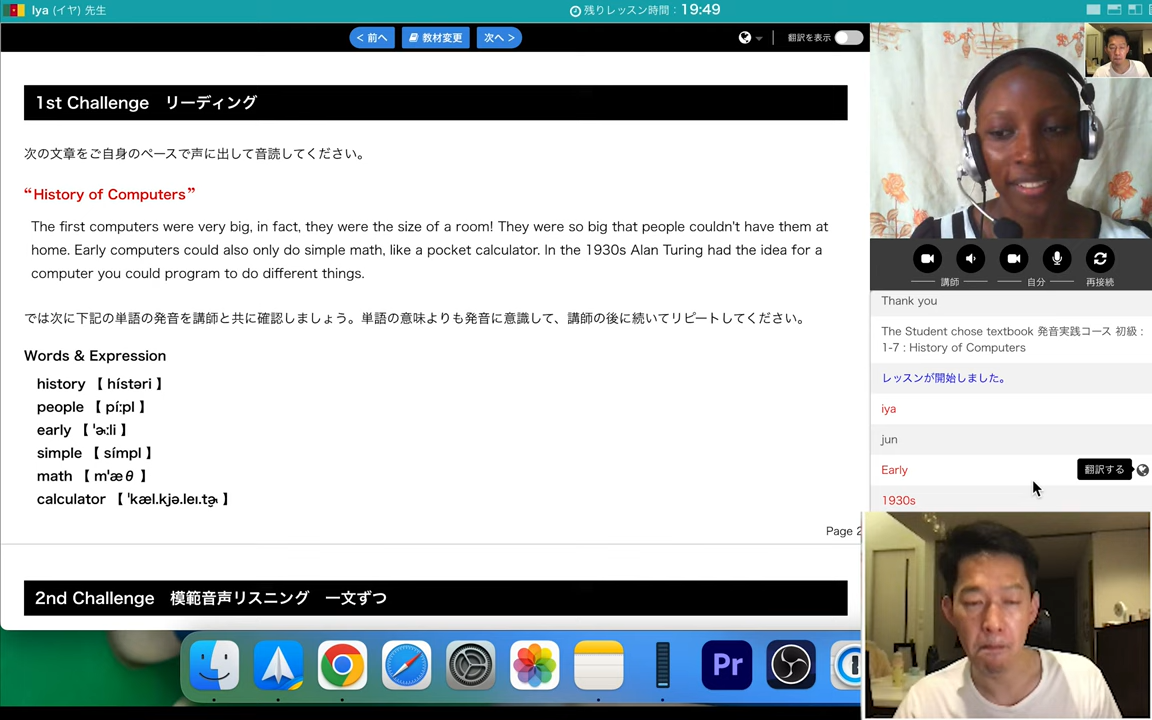 Iya (イヤ) 先生
残りレッスン時間：19:49
< 前へ
教材変更
次へ >
翻訳を表示
1st Challenge　リーディング
次の文章をご自身のペースで声に出して音読してください。
“History of Computers”
The first computers were very big, in fact, they were the size of a room! They were so big that people couldn't have them at
home. Early computers could also only do simple math, like a pocket calculator. In the 1930s Alan Turing had the idea for a
computer you could program to do different things.
では次に下記の単語の発音を講師と共に確認しましょう。単語の意味よりも発音に意識して、講師の後に続いてリピートしてください。
Words & Expression
history 【 hístəri 】
people 【 píːpl 】
early 【 'ɚːli 】
simple 【 símpl 】
math 【 m'æθ 】
calculator 【 'kæl.kjə.leɪ.t̬ɚ 】
Page 2
2nd Challenge　模範音声リスニング　一文ずつ
講師
自分
再接続
Thank you
The Student chose textbook 発音実践コース 初級 :
1-7 : History of Computers
レッスンが開始しました。
iya
jun
Early
翻訳する
1930s
Pr